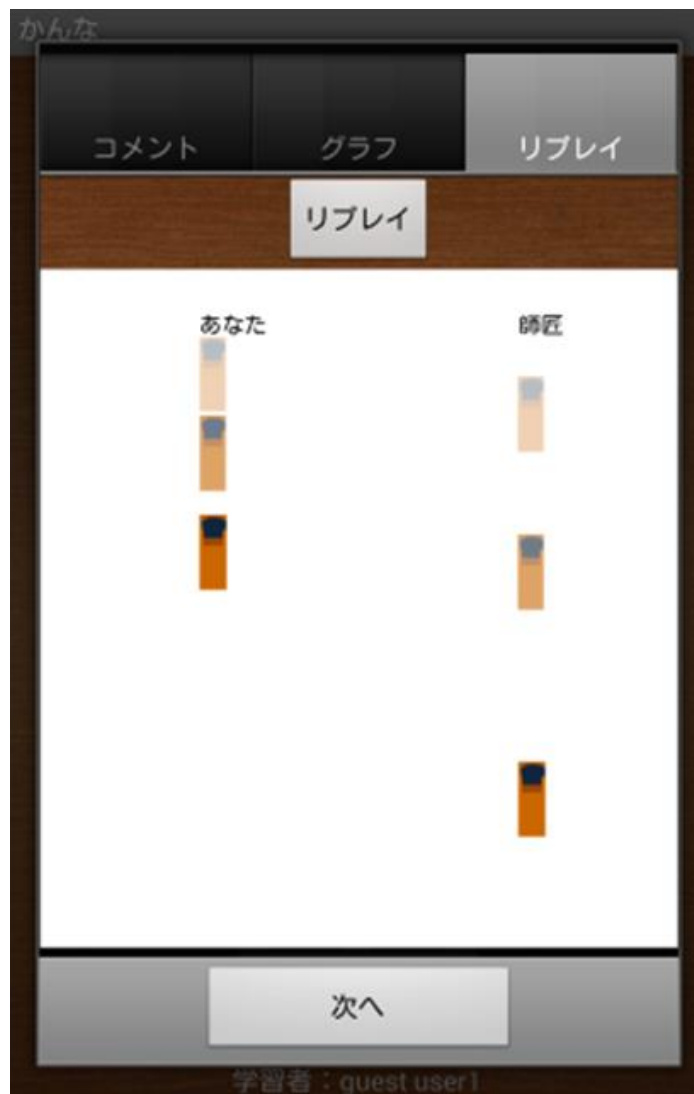 かんな
コメント
グラフ
リプレイ
リプレイ
あなた
師匠
次へ
学習者：guest user1